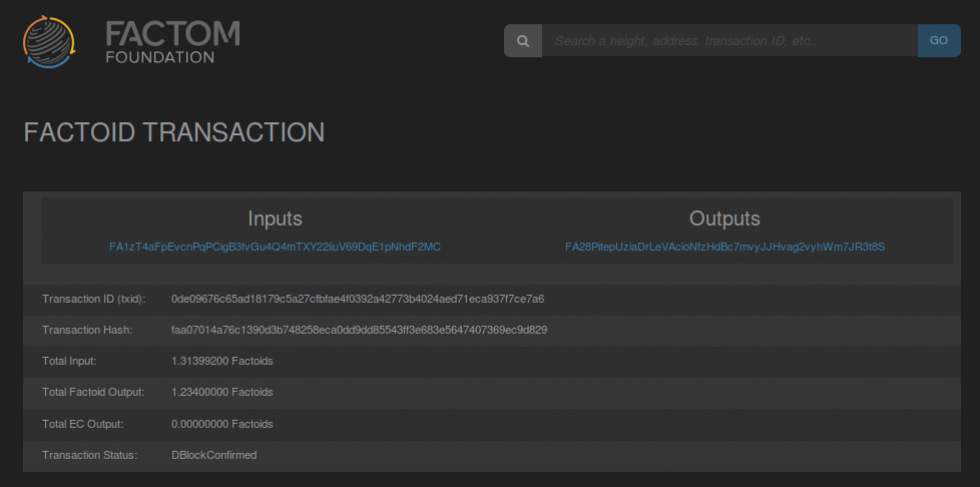 FACTOM
FOUNDATION
Search a height, address, transaction ID, etc..
GO
FACTOID TRANSACTION
Inputs
Outputs
FA1zT4aFpEvcnPqPCigB3fvGu4Q4mTXY22iiuV69DqE1pNhdF2MC
FA28PitepUziaDrLeVAcioNfzHdBc7mvyJJHvag2vyhWm7JR3t8S
Transaction ID (txid): 0de09676c65ad18179c5a27cfbfae4f0392a42773b4024aed71eca937f7ce7a6
Transaction Hash: faa07014a76c1390d3b748258eca0dd9dd85543ff3e683e5647407369ec9d829
Total Input: 1.31399200 Factoids
Total Factoid Output: 1.23400000 Factoids
Total EC Output: 0.00000000 Factoids
Transaction Status: DBlockConfirmed